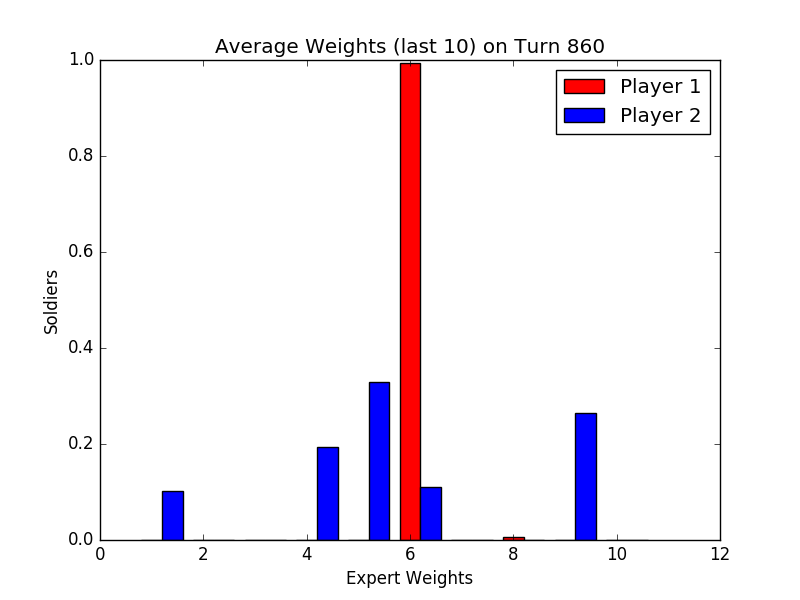 Average Weights (last 10) on Turn 860
1.0
0.8
0.6
0.4
0.2
0.0
Soldiers
Player 1
Player 2
0 2 4 6 8 10 12
Expert Weights